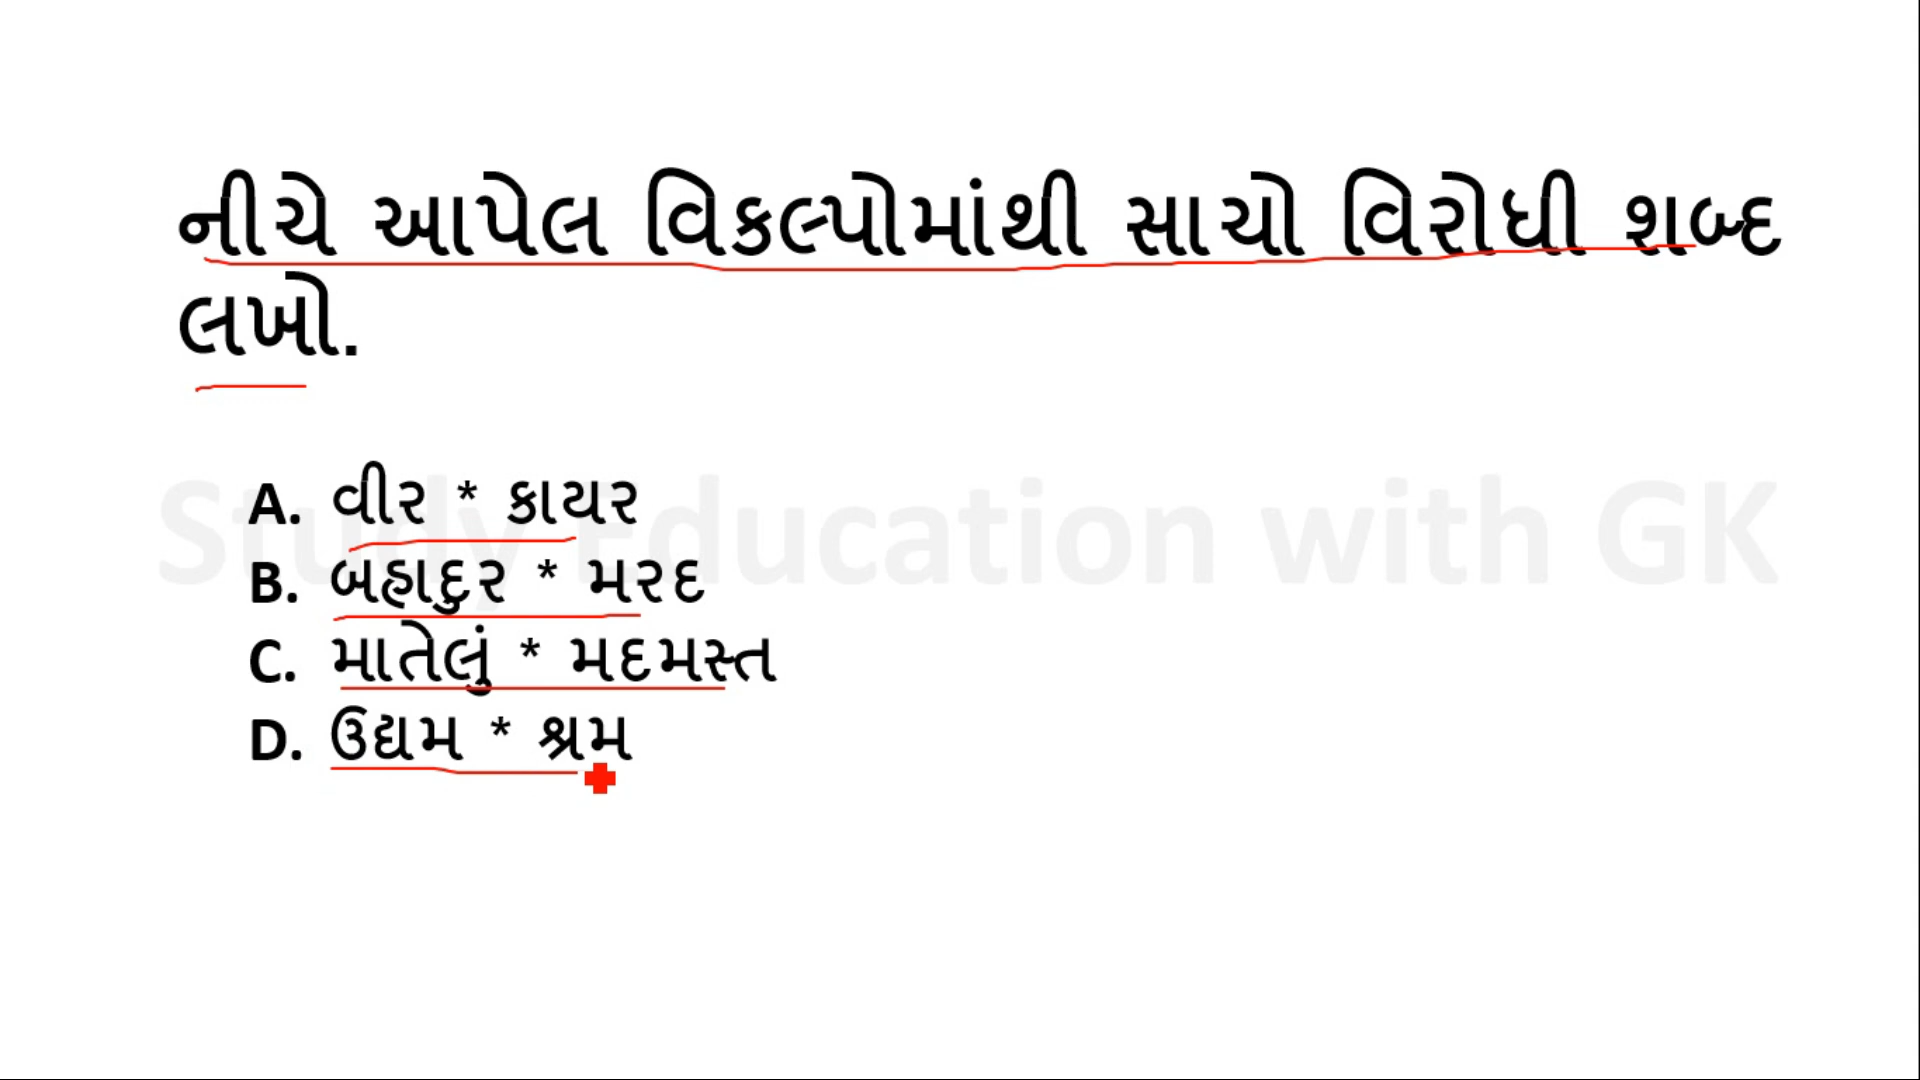 નીચે આપેલ વિકલ્પોમાંથી સાચો વિરોધી શબ્દ
લખો.
Study Education with GK
A. વીર * કાયર
B. બહાદુર * મરદ
C. માતેલું * મદમસ્ત
D. ઉદ્યમ * શ્રમ